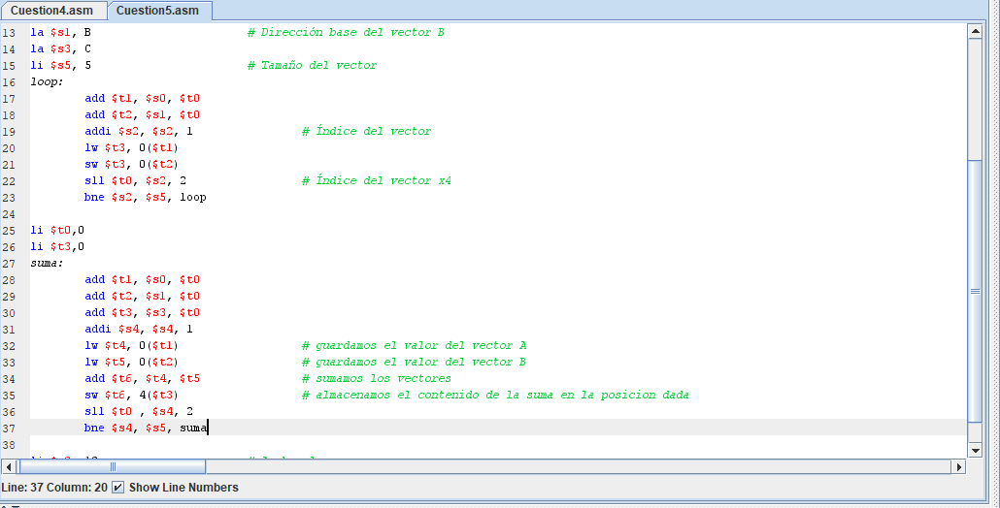 Cuestion4.asm Cuestion5.asm
13 la $s1, B # Dirección base del vector B
14 la $s3, C
15 li $s5, 5 # Tamaño del vector
16 loop:
17 add $t1, $s0, $t0
18 add $t2, $s1, $t0
19 addi $s2, $s2, 1 # Índice del vector
20 lw $t3, 0($t1)
21 sw $t3, 0($t2)
22 sll $t0, $s2, 2 # Índice del vector x4
23 bne $s2, $s5, loop
24
25 li $t0,0
26 li $t3,0
27 suma:
28 add $t1, $s0, $t0
29 add $t2, $s1, $t0
30 add $t3, $s3, $t0
31 addi $s4, $s4, 1
32 lw $t4, 0($t1) # guardamos el valor del vector A
33 lw $t5, 0($t2) # guardamos el valor del vector B
34 add $t6, $t4, $t5 # sumamos los vectores
35 sw $t6, 4($t3) # almacenamos el contenido de la suma en la posicion dada
36 sll $t0 , $s4, 2
37 bne $s4, $s5, suma
38
Line: 37 Column: 20 Show Line Numbers